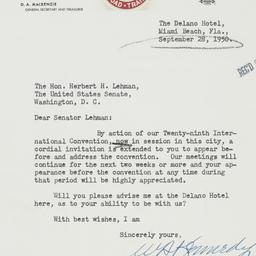 D. A. MACKENZIE
GENERAL SECRETARY AND TREASURER
The Delano Hotel,
Miami Beach, Fla.,
September 28, 1950.
REC'D
The Hon. Herbert H. Lehman,
The United States Senate,
Washington, D. C.
Dear Senator Lehman:
By action of our Twenty-ninth Inter-
national Convention, now in session in this city, a
cordial invitation is extended to you to appear be-
fore and address the convention. Our meetings will
continue for the next two weeks or more and your ap-
pearance before the convention at any time during
that period will be highly appreciated.
Will you please advise me at the Delano Hotel
here, as to your ability to be with us?
With best wishes, I am
Sincerely yours,
W P Kennedy